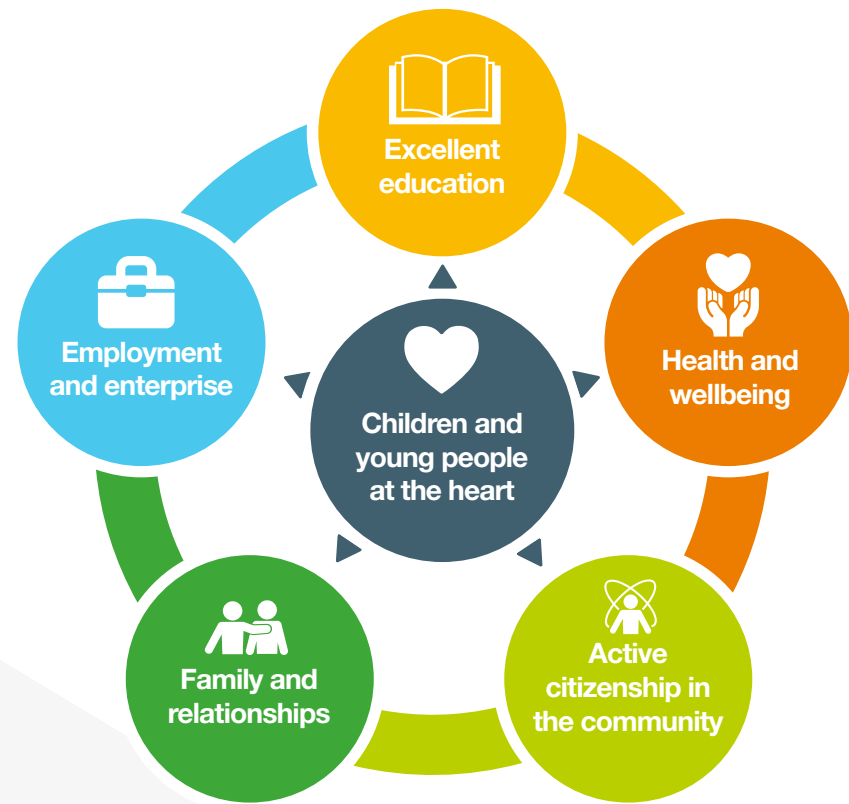 Excellent
education
Employment
and enterprise
Health and
wellbeing
Children and
young people
at the heart
Family and
relationships
Active
citizenship in
the community